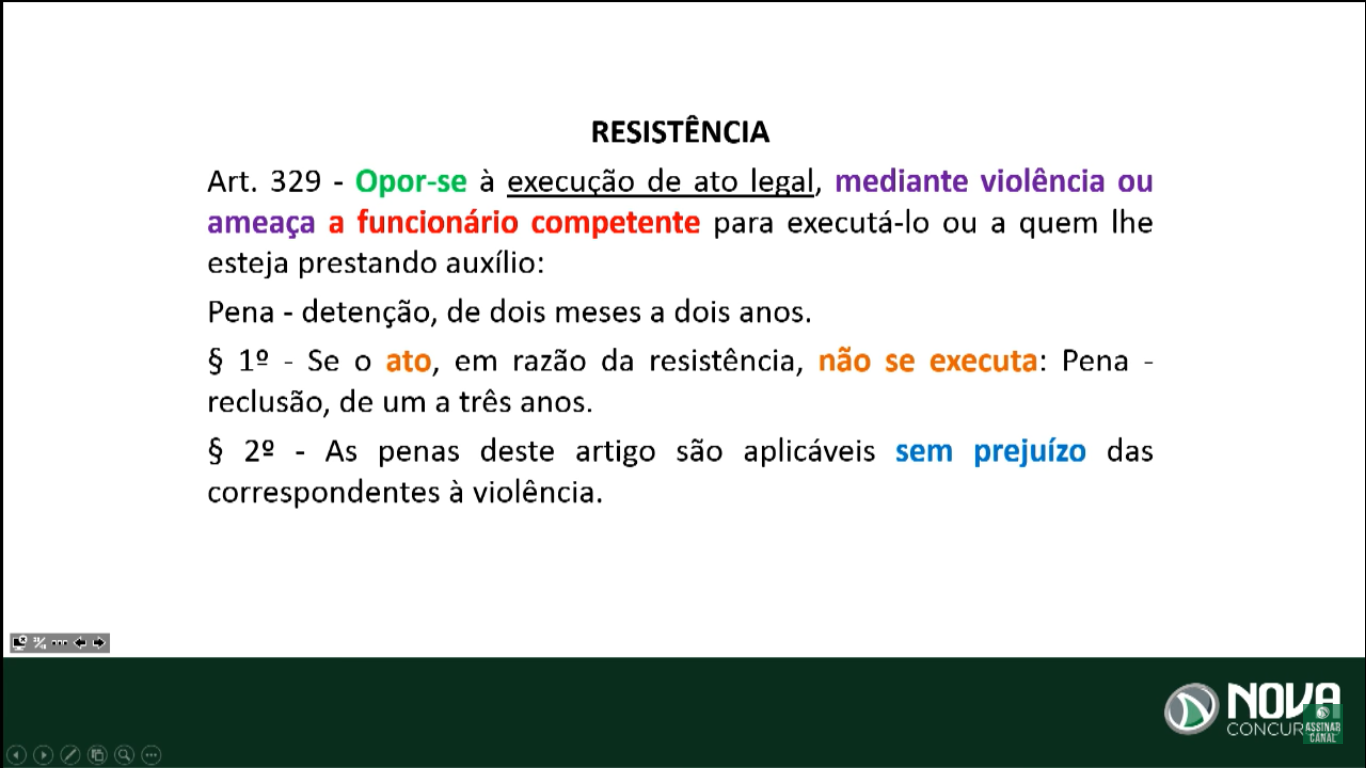 RESISTÊNCIA
Art. 329 - Opor-se à execução de ato legal, mediante violência ou
ameaça a funcionário competente para executá-lo ou a quem lhe
esteja prestando auxílio:
Pena - detenção, de dois meses a dois anos.
§ 1º - Se o ato, em razão da resistência, não se executa: Pena -
reclusão, de um a três anos.
§ 2º - As penas deste artigo são aplicáveis sem prejuízo das
correspondentes à violência.
NOVA
ASSINAR
CANAL